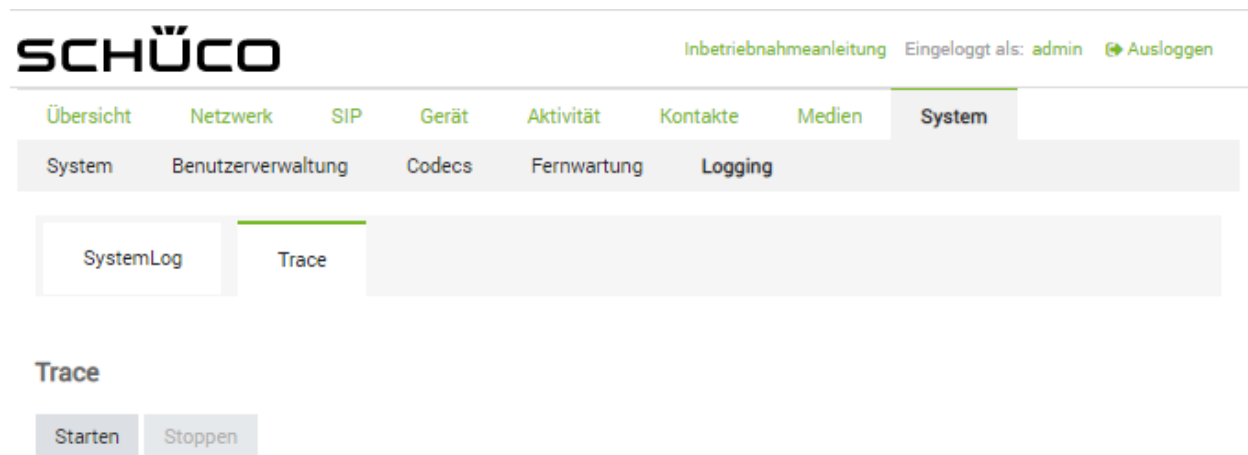 SCHÜCO
Inbetriebnahmeanleitung Eingeloggt als: admin Ausloggen
Übersicht Netzwerk SIP Gerät Aktivität Kontakte Medien System
System Benutzerverwaltung Codecs Fernwartung Logging
SystemLog Trace
Trace
Starten Stoppen